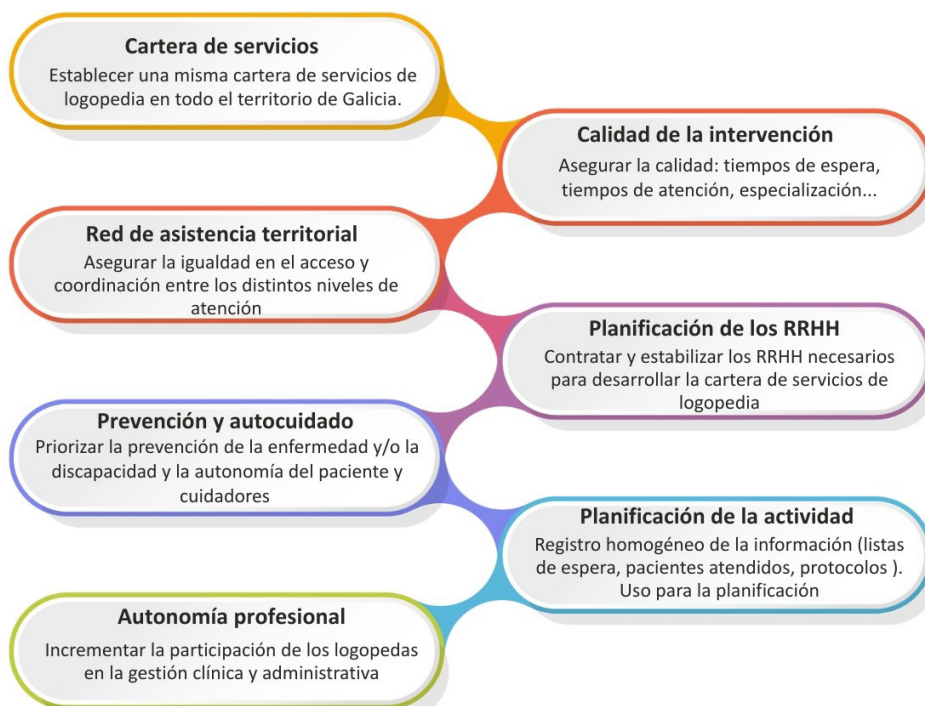 Cartera de servicios
Establecer una misma cartera de servicios de
logopedia en todo el territorio de Galicia.
Calidad de la intervención
Asegurar la calidad: tiempos de espera,
tiempos de atención, especialización...
Red de asistencia territorial
Asegurar la igualdad en el acceso y
coordinación entre los distintos niveles de
atención
Planificación de los RRHH
Contratar y estabilizar los RRHH necesarios
para desarrollar la cartera de servicios de
logopedia
Prevención y autocuidado
Priorizar la prevención de la enfermedad y/o la
discapacidad y la autonomía del paciente y
cuidadores
Planificación de la actividad
Registro homogéneo de la información (listas
de espera, pacientes atendidos, protocolos ).
Uso para la planificación
Autonomía profesional
Incrementar la participación de los logopedas
en la gestión clínica y administrativa